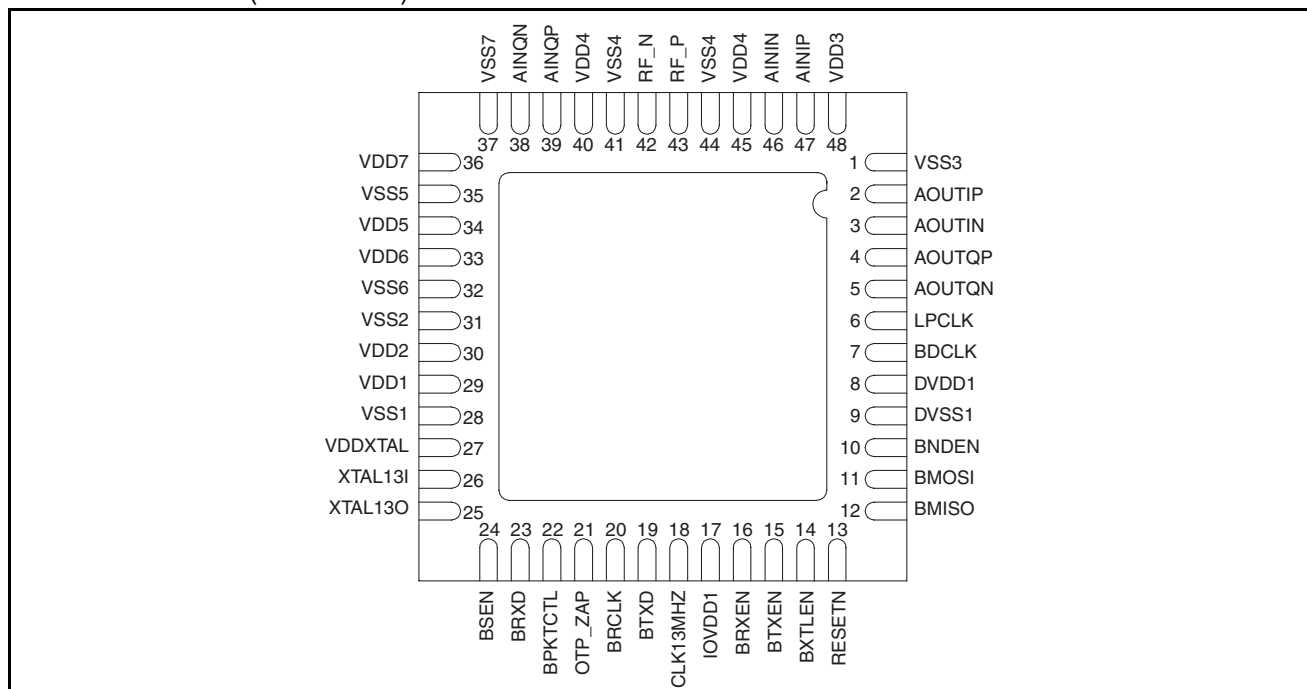 VSS7 AINQN AINQP VDD4 VSS4 RF_N RF_P VSS4 VDD4 AININ AINIP VDD3
37 38 39 40 41 42 43 44 45 46 47 48
VDD7 36 1 VSS3
VSS5 35 2 AOUTIP
VDD5 34 3 AOUTIN
VDD6 33 4 AOUTQP
VSS6 32 5 AOUTQN
VSS2 31 6 LPCLK
VDD2 30 7 BDCLK
VDD1 29 8 DVDD1
VSS1 28 9 DVSS1
VDDXTAL 27 10 BNDEN
XTAL13I 26 11 BMOSI
XTAL13O 25 12 BMISO
24 23 22 21 20 19 18 17 16 15 14 13
BSEN BRXD BPKTCTL OTP_ZAP BRCLK BTXD CLK13MHZ IOVDD1 BRXEN BTXEN BXTLEN RESETN